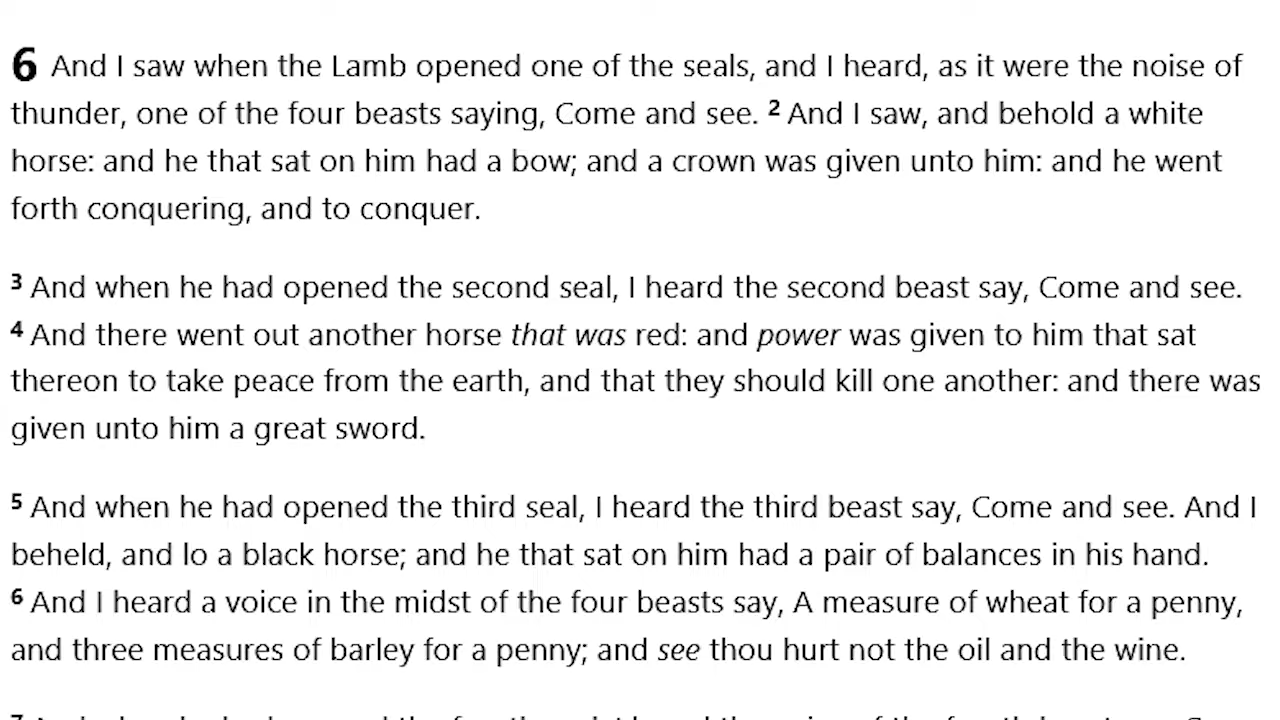 6 And I saw when the Lamb opened one of the seals, and I heard, as it were the noise of
thunder, one of the four beasts saying, Come and see. 2 And I saw, and behold a white
horse: and he that sat on him had a bow; and a crown was given unto him: and he went
forth conquering, and to conquer.
3 And when he had opened the second seal, I heard the second beast say, Come and see.
4 And there went out another horse that was red: and power was given to him that sat
thereon to take peace from the earth, and that they should kill one another: and there was
given unto him a great sword.
5 And when he had opened the third seal, I heard the third beast say, Come and see. And I
beheld, and lo a black horse; and he that sat on him had a pair of balances in his hand.
6 And I heard a voice in the midst of the four beasts say, A measure of wheat for a penny,
and three measures of barley for a penny; and see thou hurt not the oil and the wine.